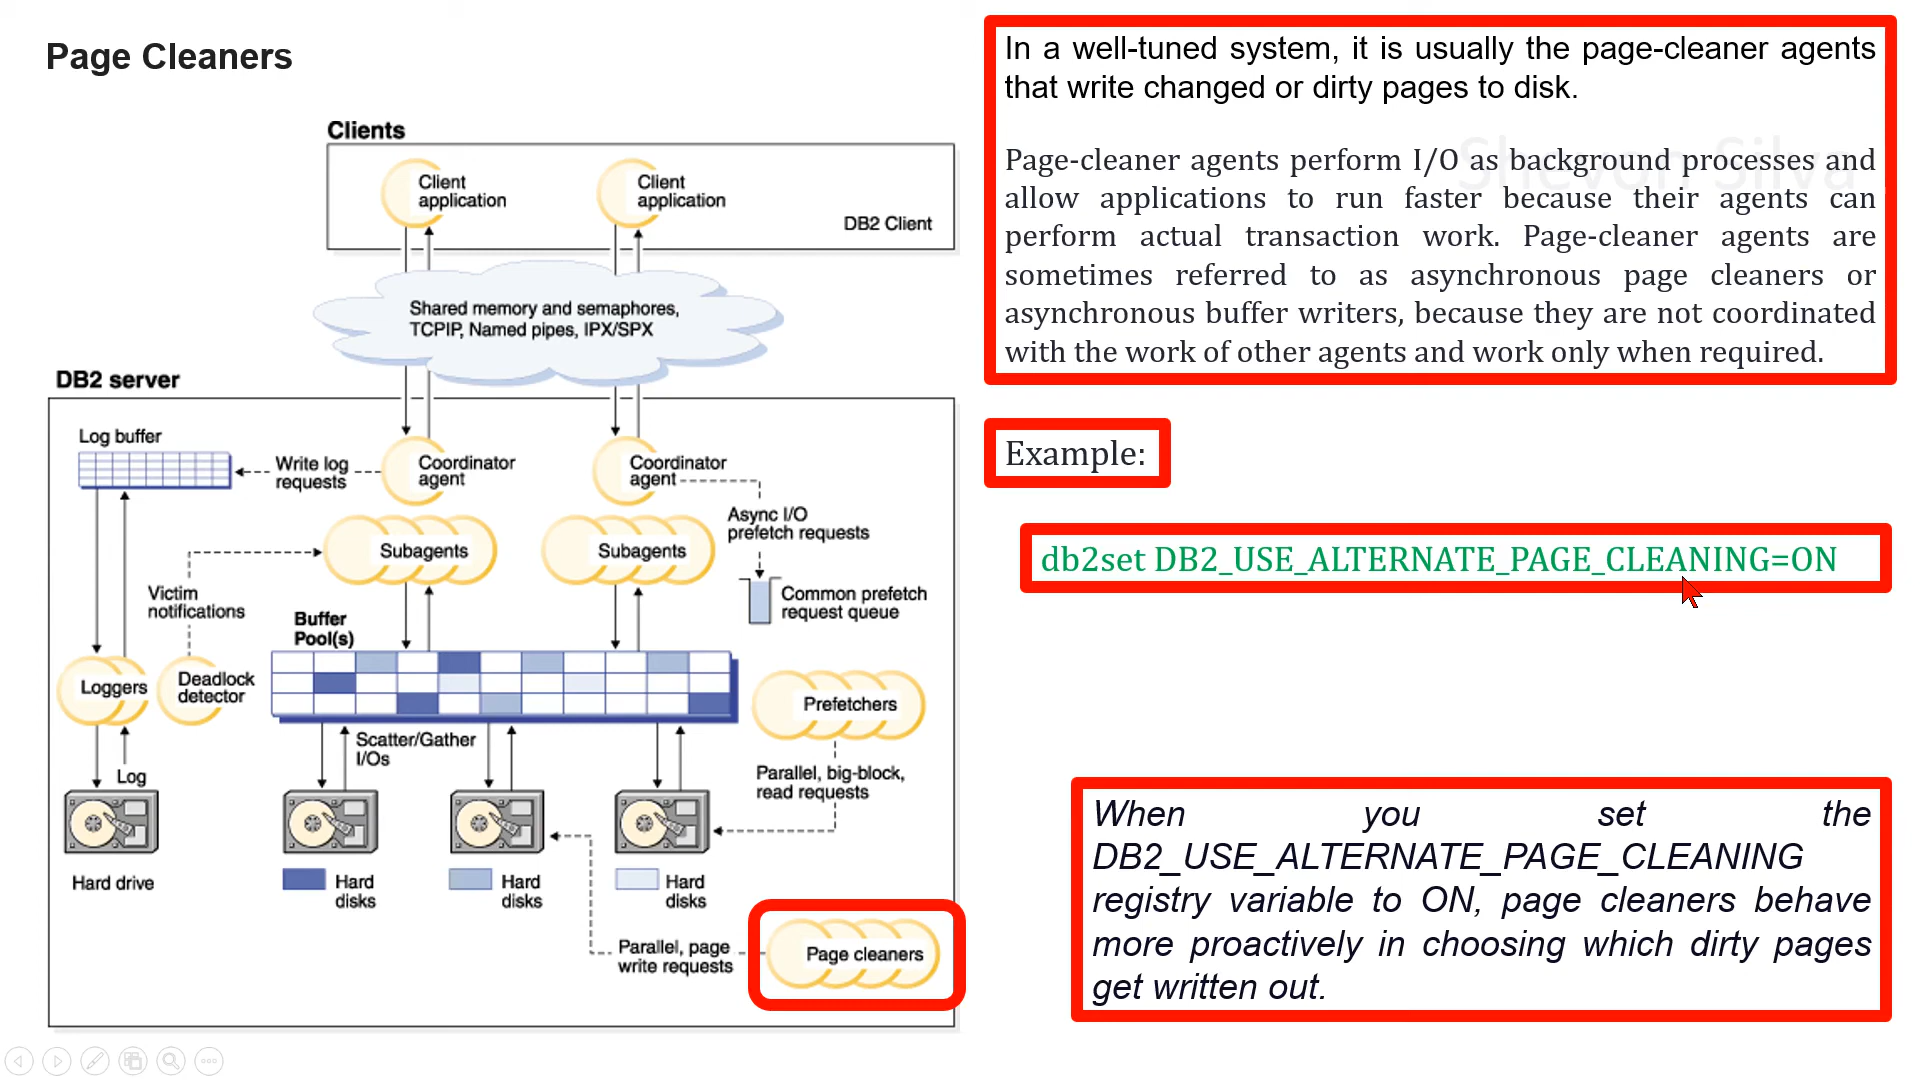 Page Cleaners
Clients
Client
application
Client
application
DB2 Client
Shared memory and semaphores,
TCPIP, Named pipes, IPX/SPX
DB2 server
Log buffer
Write log
requests
Coordinator
agent
Coordinator
agent
Async I/O
prefetch requests
Subagents
Subagents
Victim
notifications
Common prefetch
request queue
Buffer
Pool(s)
Loggers
Deadlock
detector
Prefetchers
Scatter/Gather
I/Os
Log
Parallel, big-block,
read requests
Hard drive
Hard
disks
Hard
disks
Hard
disks
Parallel, page
write requests
Page cleaners
In a well-tuned system, it is usually the page-cleaner agents
that write changed or dirty pages to disk.
Shevon Silva
Page-cleaner agents perform I/O as background processes and
allow applications to run faster because their agents can
perform actual transaction work. Page-cleaner agents are
sometimes referred to as asynchronous page cleaners or
asynchronous buffer writers, because they are not coordinated
with the work of other agents and work only when required.
Example:
db2set DB2_USE_ALTERNATE_PAGE_CLEANING=ON
When you set the
DB2_USE_ALTERNATE_PAGE_CLEANING
registry variable to ON, page cleaners behave
more proactively in choosing which dirty pages
get written out.